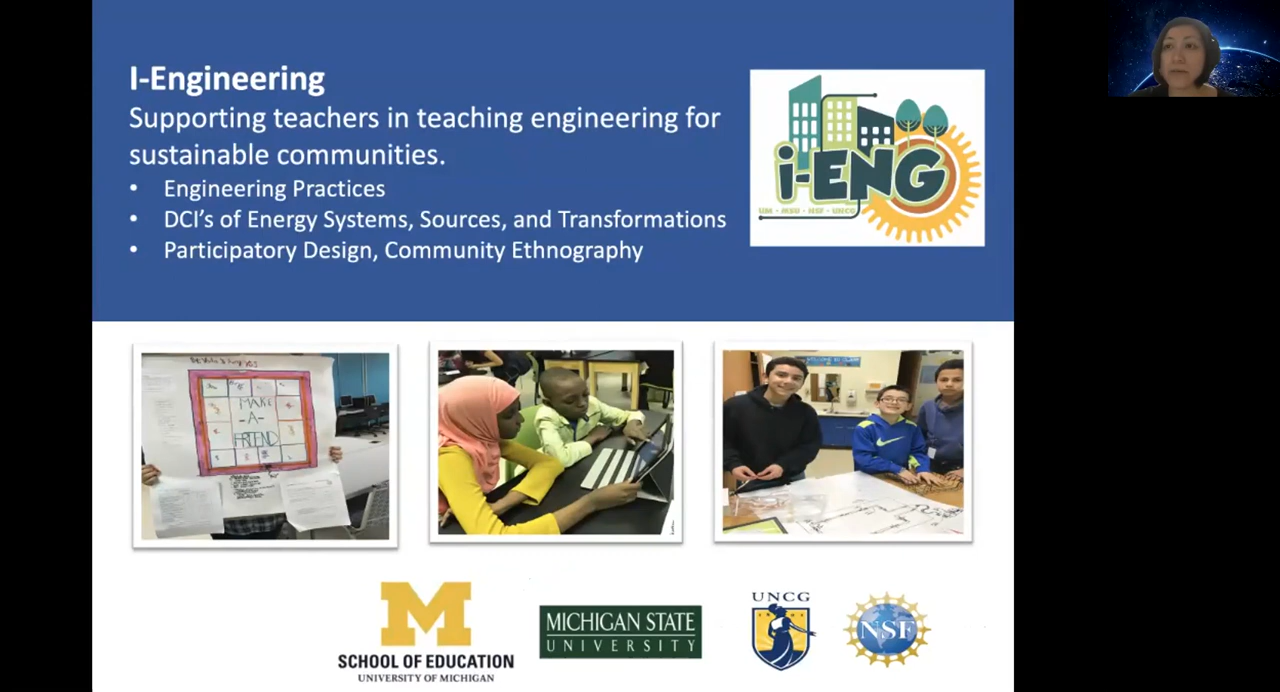 I-Engineering
Supporting teachers in teaching engineering for
sustainable communities.
• Engineering Practices
• DCI's of Energy Systems, Sources, and Transformations
• Participatory Design, Community Ethnography
i-ENG
UM · MSU · NSF · UNCG
MAKE
-A-
FRIEND
M
SCHOOL OF EDUCATION
UNIVERSITY OF MICHIGAN
MICHIGAN STATE
UNIVERSITY
UNCG
NSF